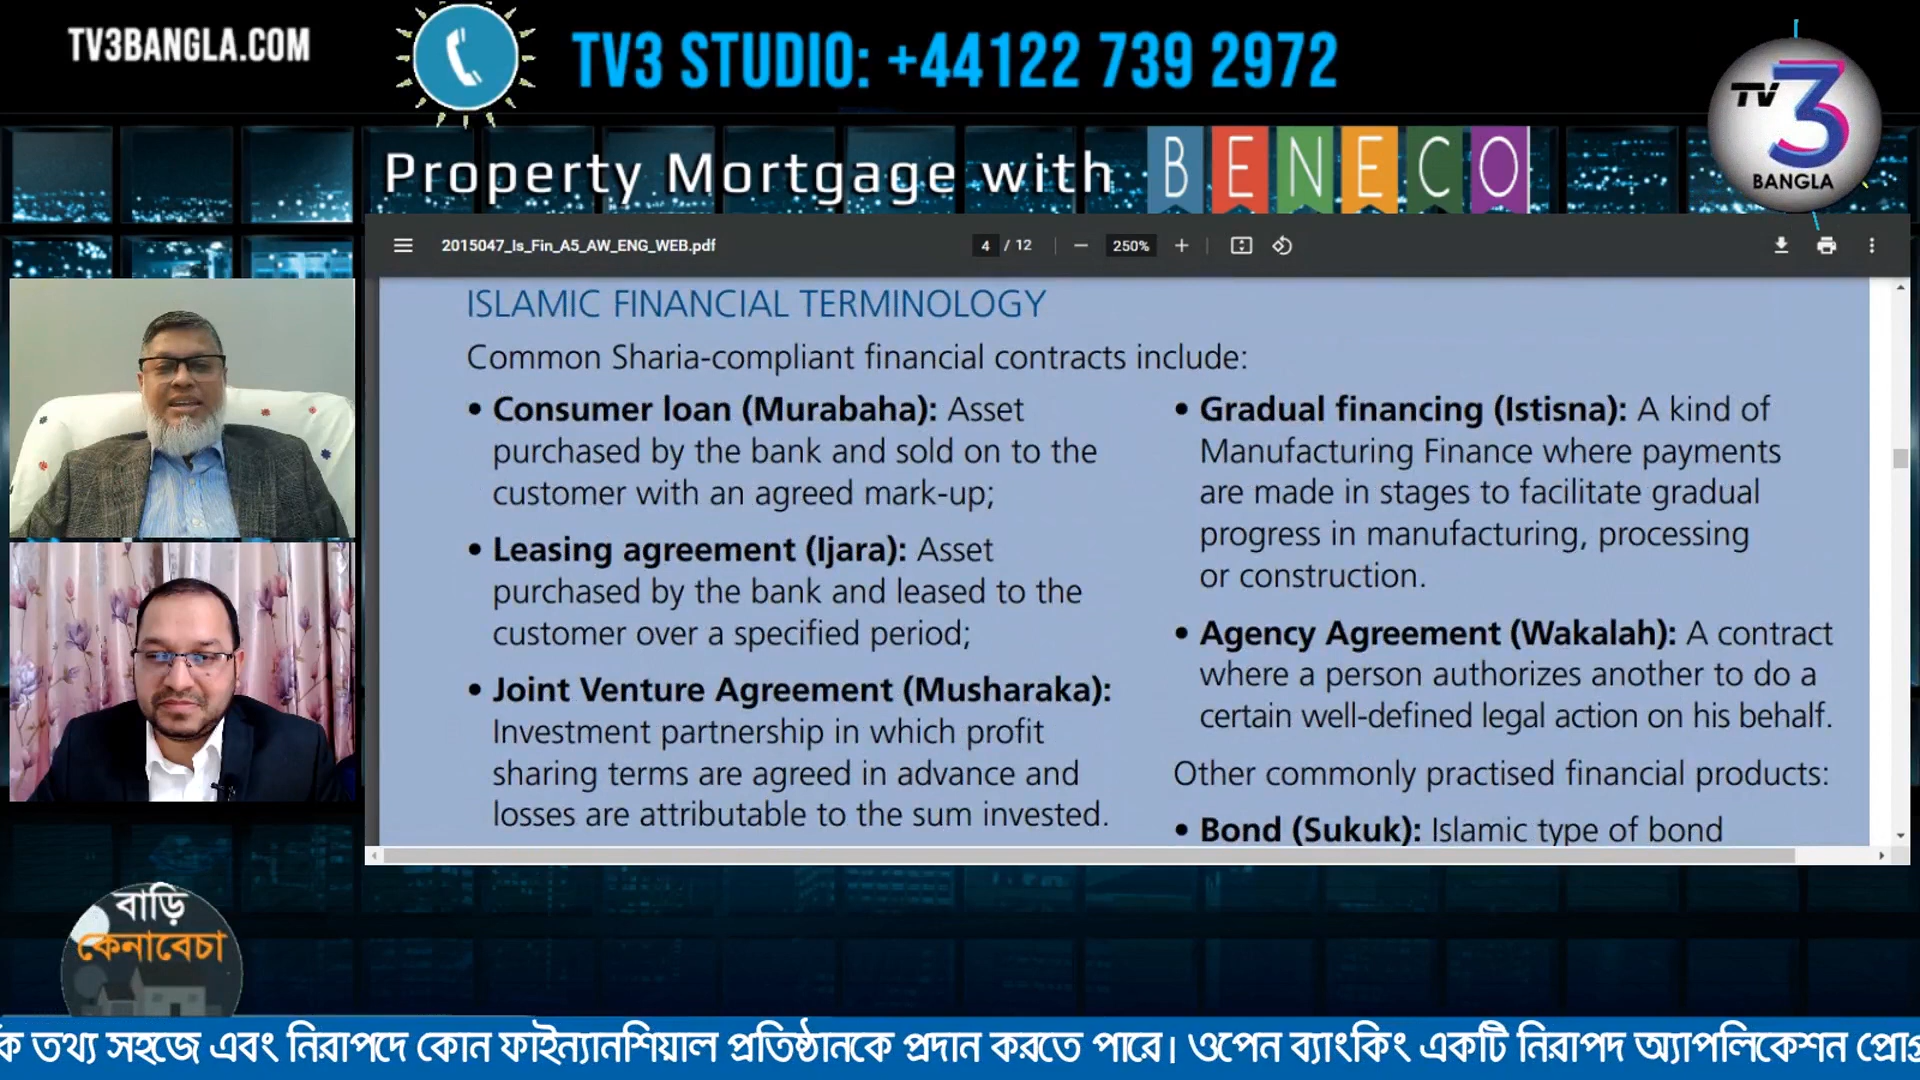 TV3BANGLA.COM
TV3 STUDIO: +44122 739 2972
TV3
BANGLA
Property Mortgage with BENECO
2015047_Is_Fin_A5_AW_ENG_WEB.pdf
4 / 12
250%
ISLAMIC FINANCIAL TERMINOLOGY
Common Sharia-compliant financial contracts include:
• Consumer loan (Murabaha): Asset
purchased by the bank and sold on to the
customer with an agreed mark-up;
• Leasing agreement (Ijara): Asset
purchased by the bank and leased to the
customer over a specified period;
• Joint Venture Agreement (Musharaka):
Investment partnership in which profit
sharing terms are agreed in advance and
losses are attributable to the sum invested.
• Gradual financing (Istisna): A kind of
Manufacturing Finance where payments
are made in stages to facilitate gradual
progress in manufacturing, processing
or construction.
• Agency Agreement (Wakalah): A contract
where a person authorizes another to do a
certain well-defined legal action on his behalf.
Other commonly practised financial products:
• Bond (Sukuk): Islamic type of bond
বাড়ি
কেনাবেচা
তথ্য সহজে এবং নিরাপদে কোন ফাইন্যানশিয়াল প্রতিষ্ঠানকে প্রদান করতে পারে। ওপেন ব্যাংকিং একটি নিরাপদ অ্যাপলিকেশন